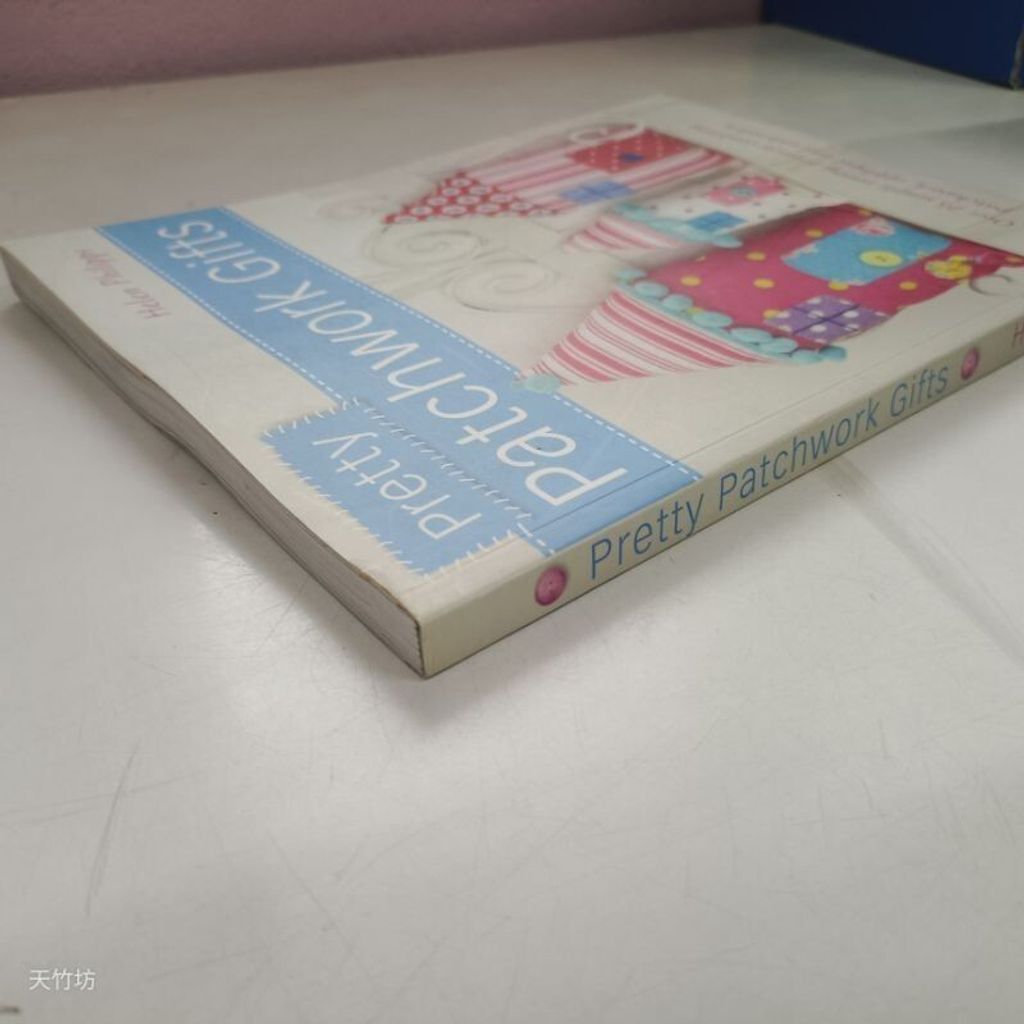 Helen Philipps
Pretty
Patchwork Gifts
Pretty Patchwork Gifts
H
天竹坊